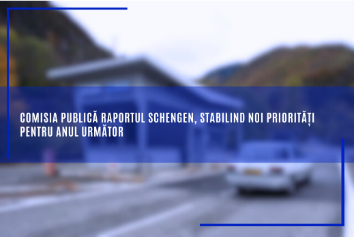 COMISIA PUBLICĂ RAPORTUL SCHENGEN, STABILIND NOI PRIORITĂȚI
PENTRU ANUL URMĂTOR